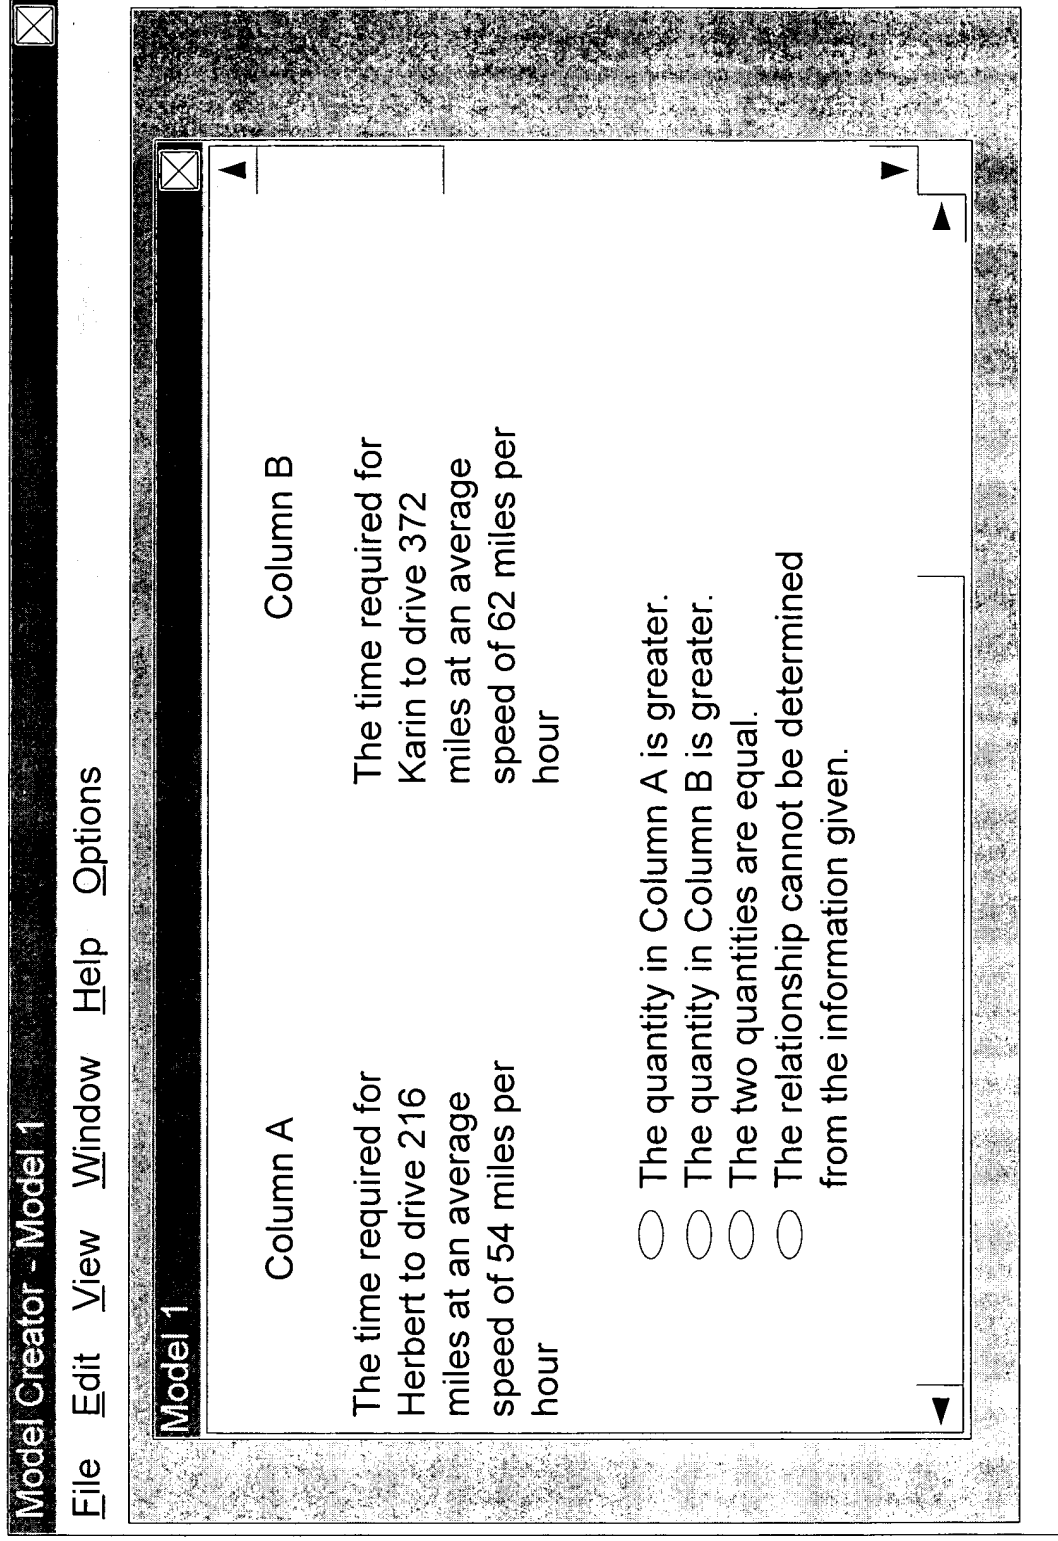 Model Creator - Model 1
File Edit View Window Help Options
Model 1
Column A
Column B
The time required for
Herbert to drive 216
miles at an average
speed of 54 miles per
hour
The time required for
Karin to drive 372
miles at an average
speed of 62 miles per
hour
The quantity in Column A is greater.
The quantity in Column B is greater.
The two quantities are equal.
The relationship cannot be determined
from the information given.